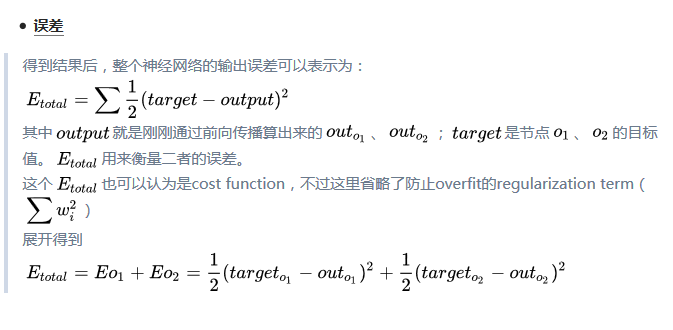 • 误差
得到结果后，整个神经网络的输出误差可以表示为：
E_{total} = ∑ \frac{1}{2}(target − output)^2
其中 output 就是刚刚通过前向传播算出来的 out_{o_1} 、 out_{o_2} ；target 是节点 o_1 、 o_2 的目标
值。 E_{total} 用来衡量二者的误差。
这个 E_{total} 也可以认为是cost function，不过这里省略了防止overfit的regularization term（
∑ w_i^2 ）
展开得到
E_{total} = Eo_1 + Eo_2 = \frac{1}{2}(target_{o_1} − out_{o_1})^2 + \frac{1}{2}(target_{o_2} − out_{o_2})^2